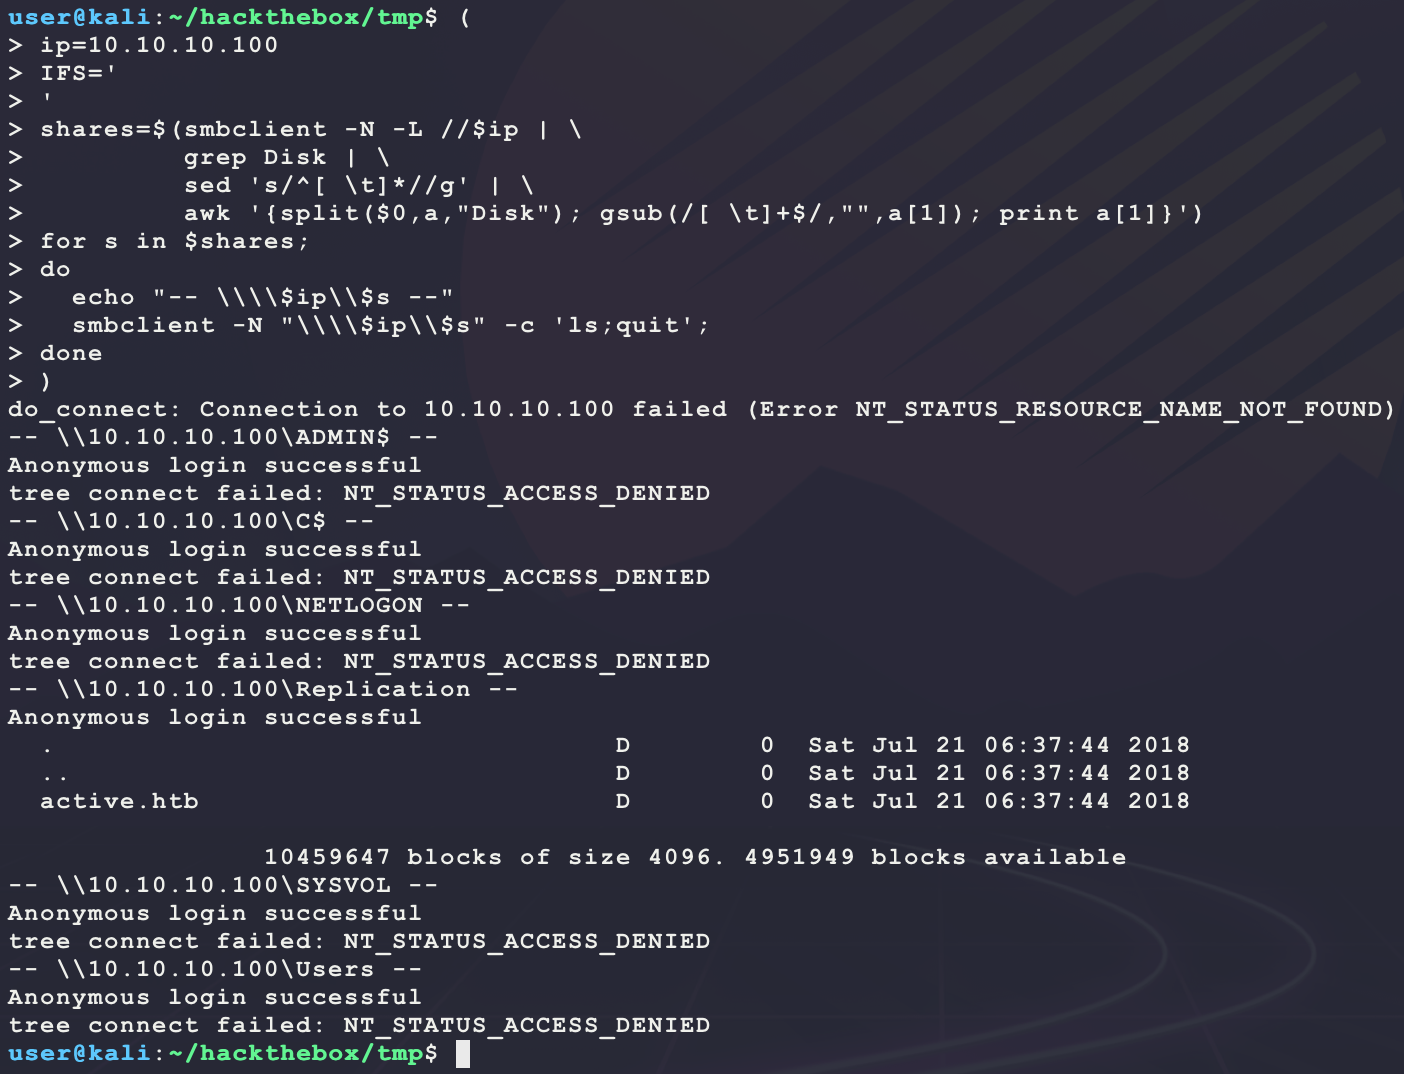 user@kali:~/hackthebox/tmp$ (
> ip=10.10.10.100
> IFS='
> '
> shares=$(smbclient -N -L //$ip | \
>          grep Disk | \
>          sed 's/^[ \t]*//g' | \
>          awk '{split($0,a,"Disk"); gsub(/[ \t]+$/,"",a[1]); print a[1]}')
> for s in $shares;
> do
>   echo "-- \\\\$ip\\$s --"
>   smbclient -N "\\\\$ip\\$s" -c 'ls;quit';
> done
> )
do_connect: Connection to 10.10.10.100 failed (Error NT_STATUS_RESOURCE_NAME_NOT_FOUND)
-- \\10.10.10.100\ADMIN$ --
Anonymous login successful
tree connect failed: NT_STATUS_ACCESS_DENIED
-- \\10.10.10.100\C$ --
Anonymous login successful
tree connect failed: NT_STATUS_ACCESS_DENIED
-- \\10.10.10.100\NETLOGON --
Anonymous login successful
tree connect failed: NT_STATUS_ACCESS_DENIED
-- \\10.10.10.100\Replication --
Anonymous login successful
  .                                   D        0  Sat Jul 21 06:37:44 2018
  ..                                  D        0  Sat Jul 21 06:37:44 2018
  active.htb                          D        0  Sat Jul 21 06:37:44 2018
                10459647 blocks of size 4096. 4951949 blocks available
-- \\10.10.10.100\SYSVOL --
Anonymous login successful
tree connect failed: NT_STATUS_ACCESS_DENIED
-- \\10.10.10.100\Users --
Anonymous login successful
tree connect failed: NT_STATUS_ACCESS_DENIED
user@kali:~/hackthebox/tmp$